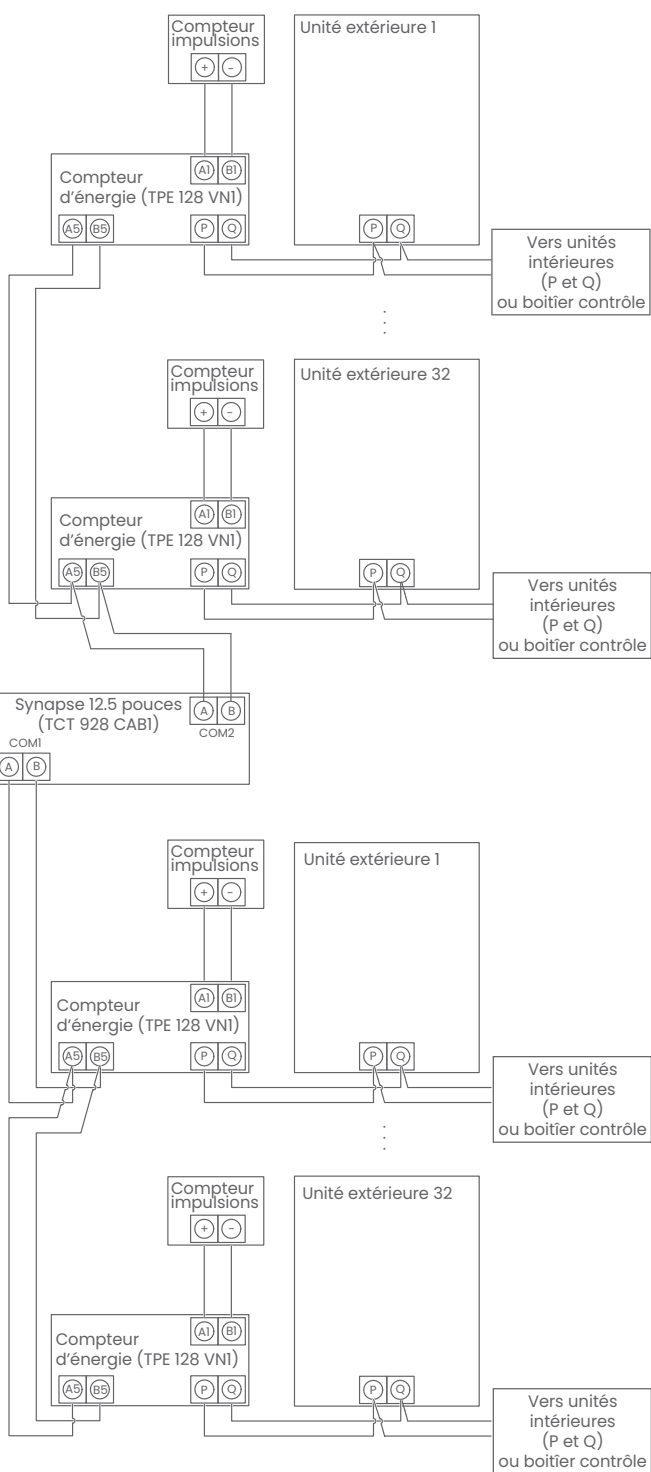 Compteur
impulsions
+ -
Unité extérieure 1
A1 B1
Compteur
d'énergie (TPE 128 VN1)
A5 B5 P Q
P Q
Vers unités
intérieures
(P et Q)
ou boitîer contrôle
Compteur
impulsions
+ -
Unité extérieure 32
A1 B1
Compteur
d'énergie (TPE 128 VN1)
A5 B5 P Q
P Q
Vers unités
intérieures
(P et Q)
ou boitîer contrôle
Synapse 12.5 pouces
(TCT 928 CAB1)
A B
COM2
COM1
A B
Compteur
impulsions
+ -
Unité extérieure 1
A1 B1
Compteur
d'énergie (TPE 128 VN1)
A5 B5 P Q
P Q
Vers unités
intérieures
(P et Q)
ou boitîer contrôle
Compteur
impulsions
+ -
Unité extérieure 32
A1 B1
Compteur
d'énergie (TPE 128 VN1)
A5 B5 P Q
P Q
Vers unités
intérieures
(P et Q)
ou boitîer contrôle